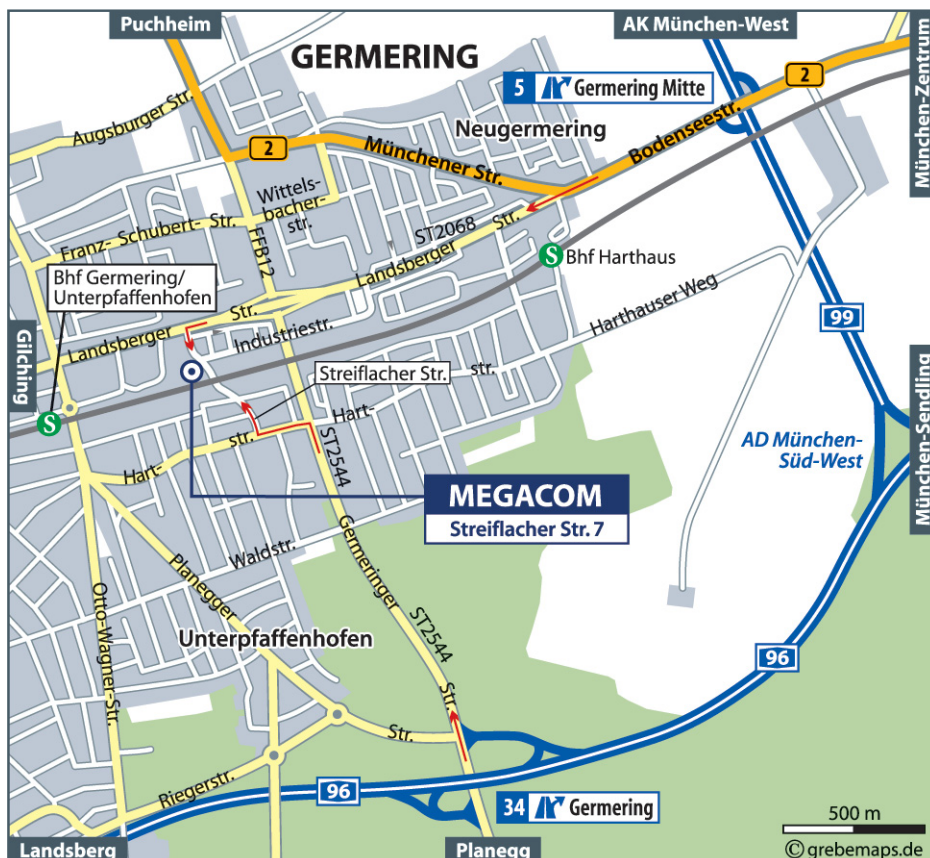 Puchheim
AK München-West
GERMERING
München-Zentrum
5 Germering Mitte
2
Augsburger Str.
Neugermering
Bodenseestr.
2
Münchener Str.
Wittels-
bacher-
str.
Franz- Schubert- Str.
FFB12
ST2068
Landsberger Str.
S Bhf Harthaus
Bhf Germering/
Unterpfaffenhofen
Harthauser Weg
99
Gilching
Landsberger Str.
Industriestr.
Streiflacher Str.
Hart- str.
S
Hart- str.
ST2544
AD München-
Süd-West
München-Sendling
MEGACOM
Streiflacher Str. 7
Waldstr.
Planegger Str.
Germeringer Str.
ST2544
Otto-Wagner-Str.
Unterpfaffenhofen
96
Riegerstr.
96
34 Germering
500 m
Landsberg
Planegg
© grebemaps.de